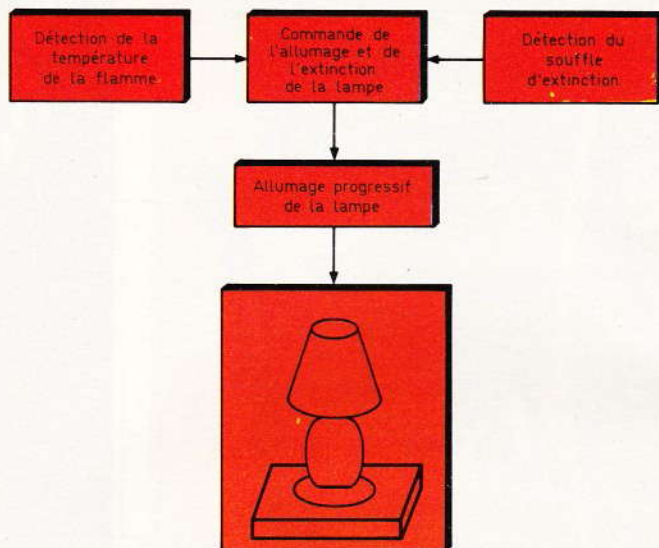 Détection de la
température
de la flamme
Commande de
l'allumage et de
l'extinction
de la lampe
Détection du
souffle
d'extinction
Allumage progressif
de la lampe